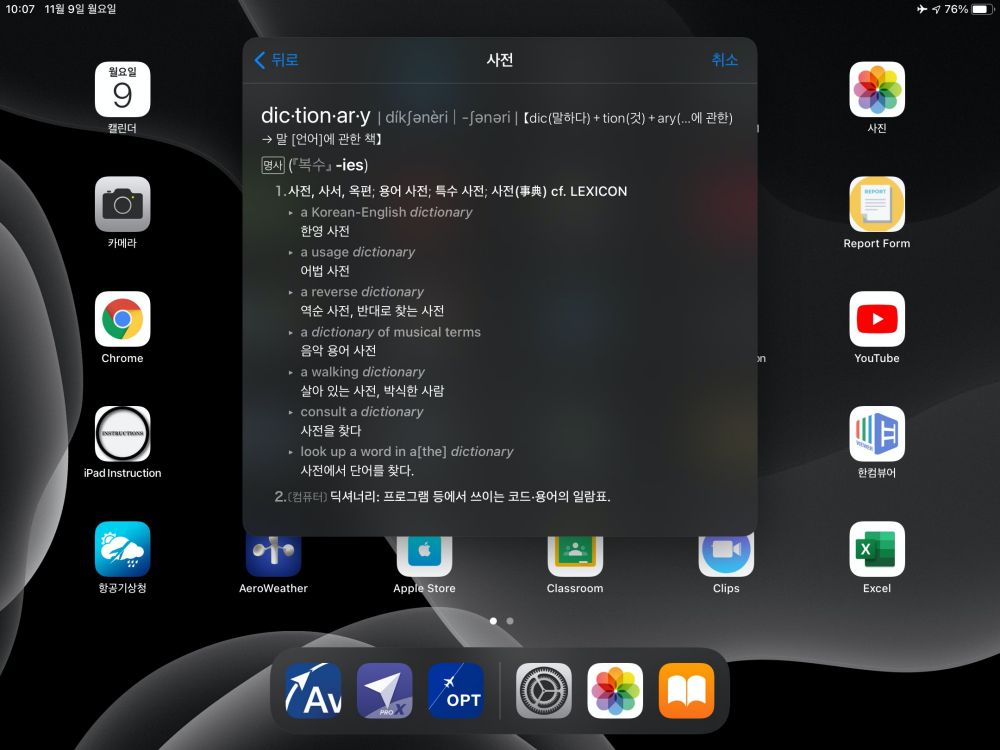 10:07 11월 9일 월요일
76%
뒤로
사전
취소
dic·tion·ar·y | díkʃənèri | -ʃənəri | 【dic(말하다)+tion(것)+ary(...에 관한)
→ 말 [언어]에 관한 책】
명사 (『복수』 -ies)
1. 사전, 사서, 옥편; 용어 사전; 특수 사전; 사전(事典) cf. LEXICON
▸ a Korean-English dictionary
한영 사전
▸ a usage dictionary
어법 사전
▸ a reverse dictionary
역순 사전, 반대로 찾는 사전
▸ a dictionary of musical terms
음악 용어 사전
▸ a walking dictionary
살아 있는 사전, 박식한 사람
▸ consult a dictionary
사전을 찾다
▸ look up a word in a[the] dictionary
사전에서 단어를 찾다.
2. 〔컴퓨터〕 딕셔너리: 프로그램 등에서 쓰이는 코드·용어의 일람표.
월요일
9
캘린더
사진
카메라
REPORT
Report Form
Chrome
YouTube
INSTRUCTIONS
iPad Instruction
VIEWER
한컴뷰어
항공기상청
AeroWeather
Apple Store
Classroom
Clips
X
Excel
Av
PRO X
OPT